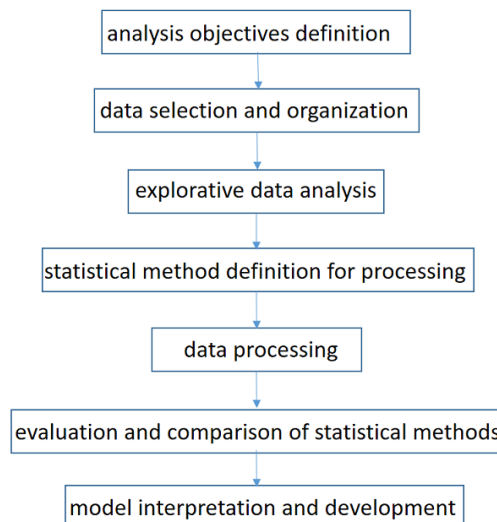 analysis objectives definition
data selection and organization
explorative data analysis
statistical method definition for processing
data processing
evaluation and comparison of statistical methods
model interpretation and development